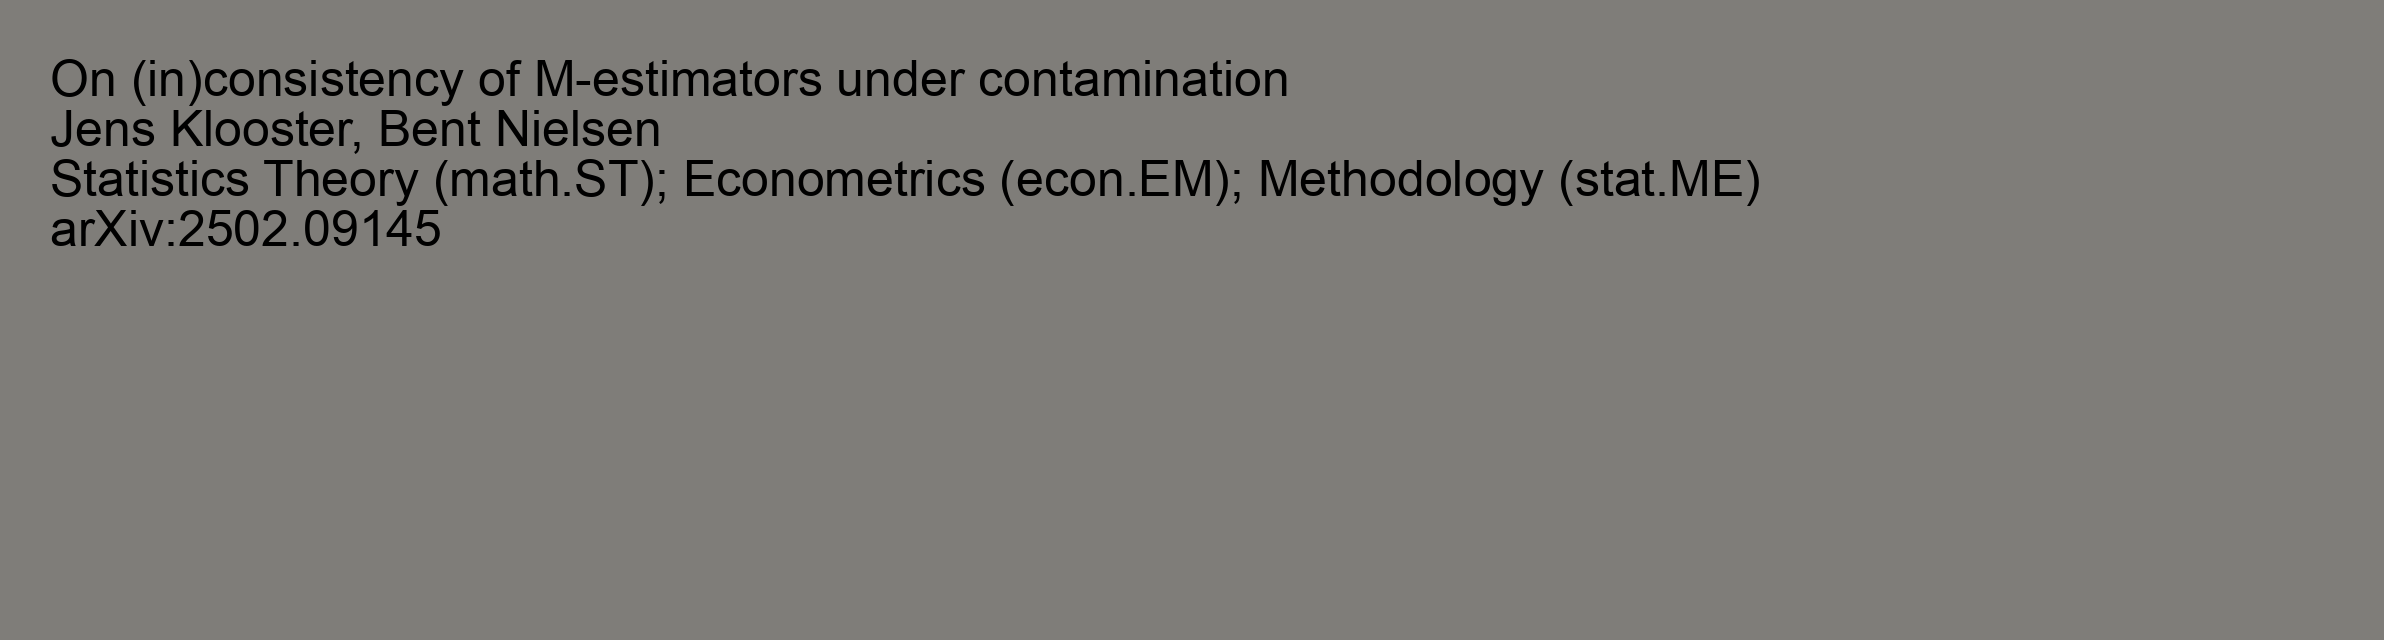 On (in)consistency of M-estimators under contamination
Jens Klooster, Bent Nielsen
Statistics Theory (math.ST); Econometrics (econ.EM); Methodology (stat.ME)
arXiv:2502.09145